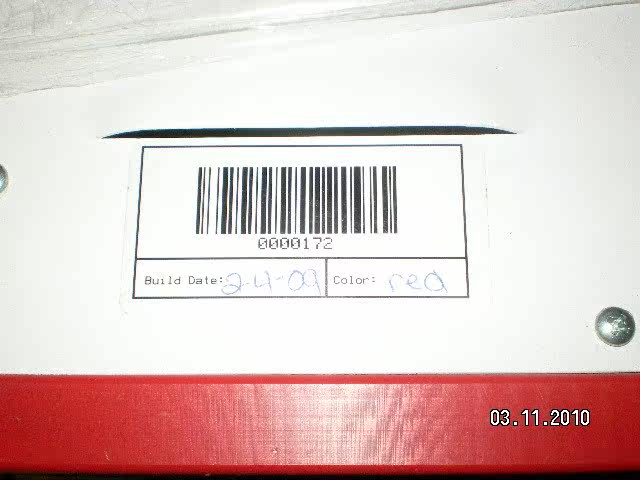 0000172
Build Date: 2-4-09 Color: red
03.11.2010